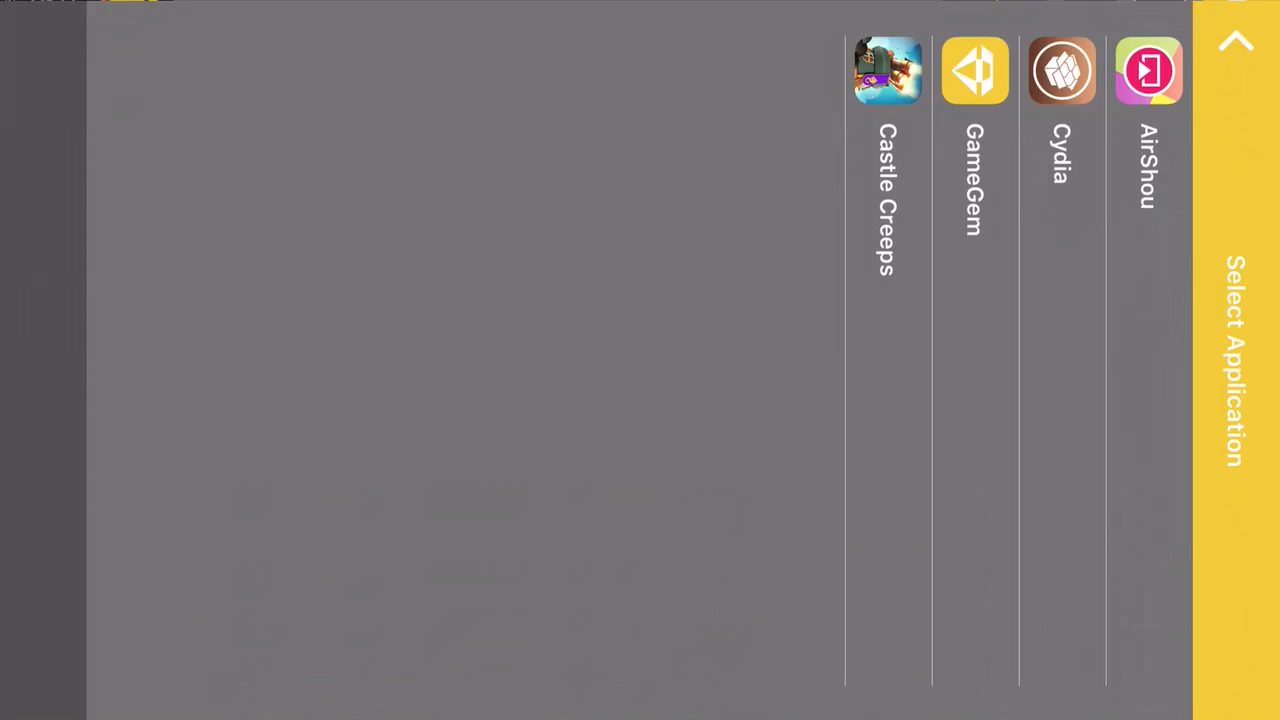 Select Application
AirShou
Cydia
GameGem
Castle Creeps